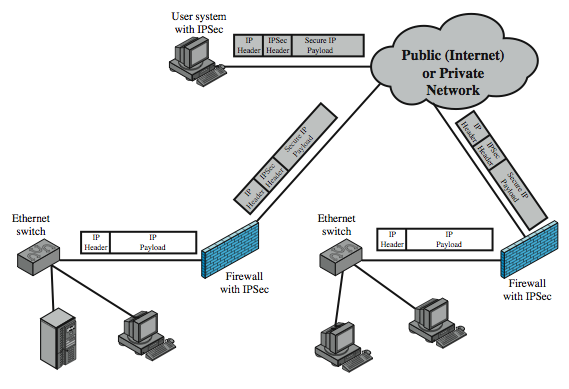 User system
with IPSec
IP
Header
IPSec
Header
Secure IP
Payload
Public (Internet)
or Private
Network
IP
Header
IPSec
Header
Secure IP
Payload
IP
Header
IPSec
Header
Secure IP
Payload
Ethernet
switch
IP
Header
IP
Payload
Firewall
with IPSec
Ethernet
switch
IP
Header
IP
Payload
Firewall
with IPSec